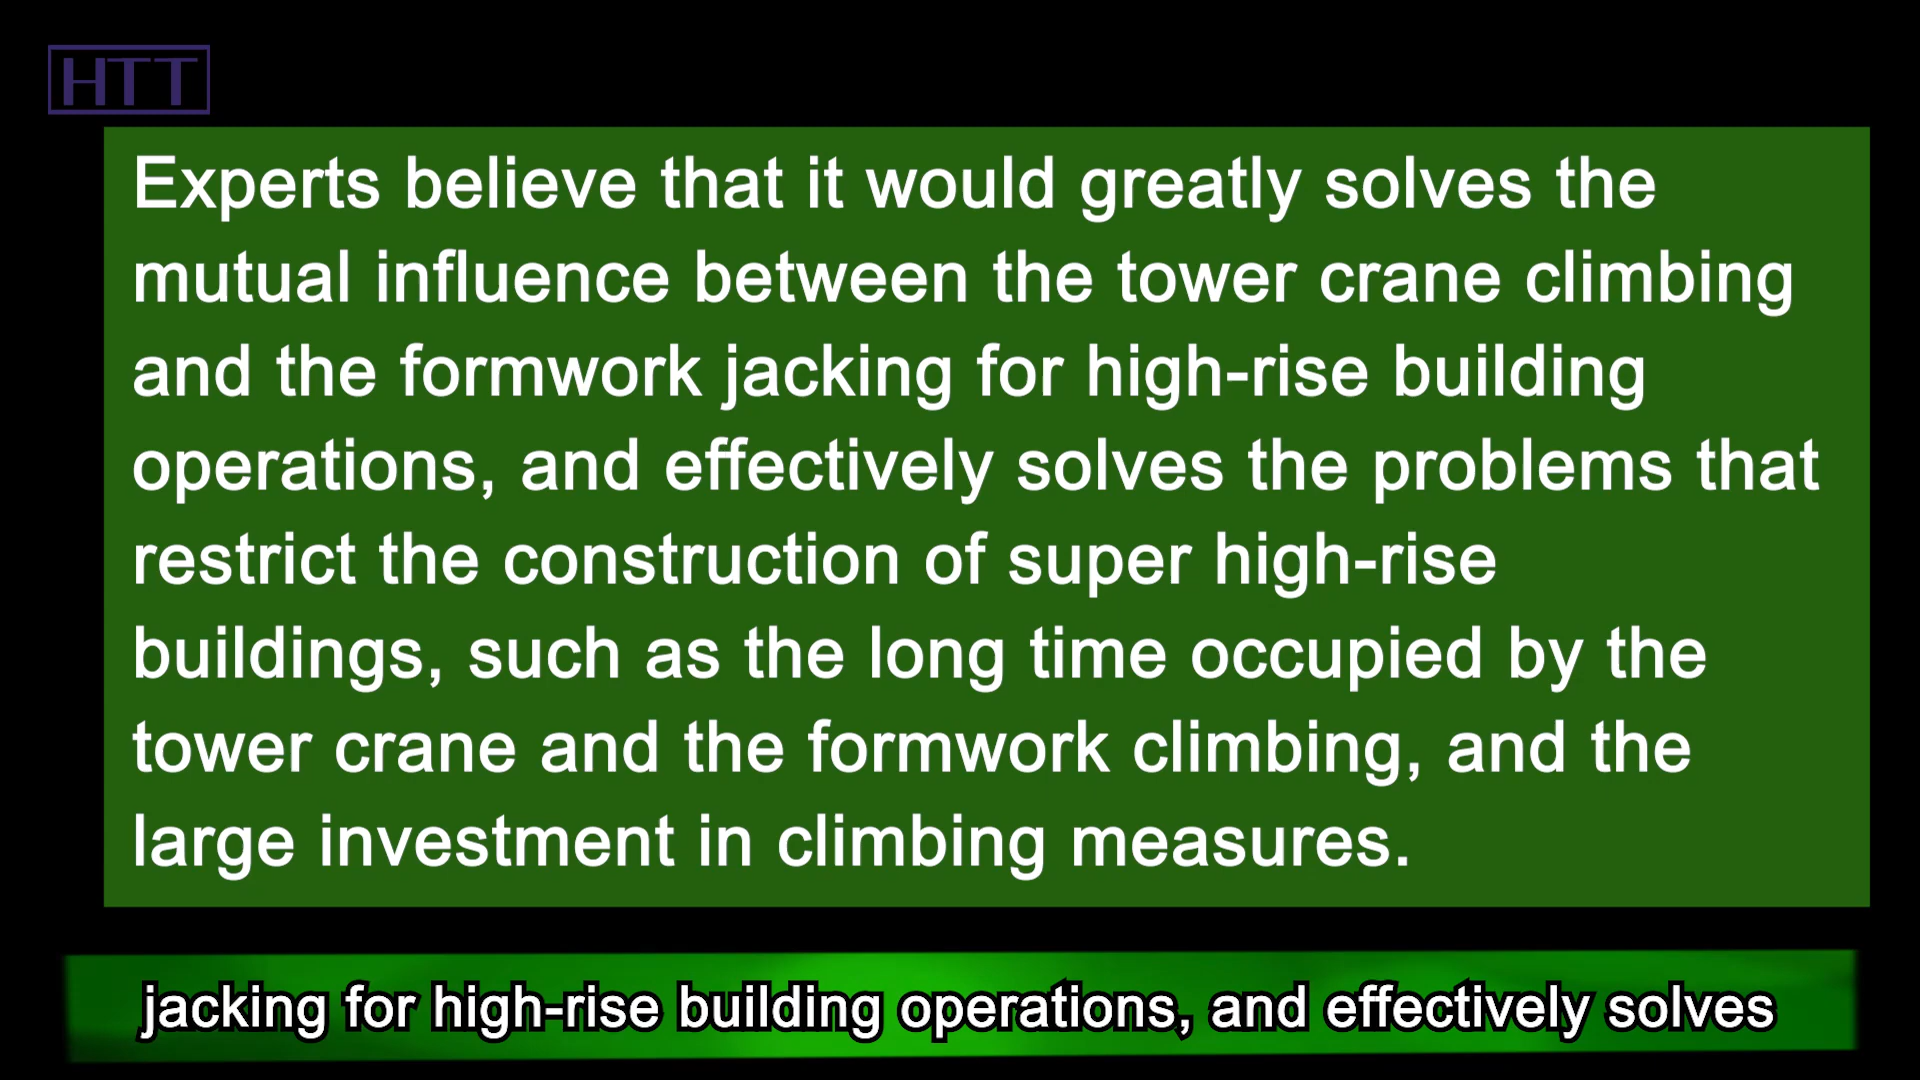 HTT
Experts believe that it would greatly solves the
mutual influence between the tower crane climbing
and the formwork jacking for high-rise building
operations, and effectively solves the problems that
restrict the construction of super high-rise
buildings, such as the long time occupied by the
tower crane and the formwork climbing, and the
large investment in climbing measures.
jacking for high-rise building operations, and effectively solves